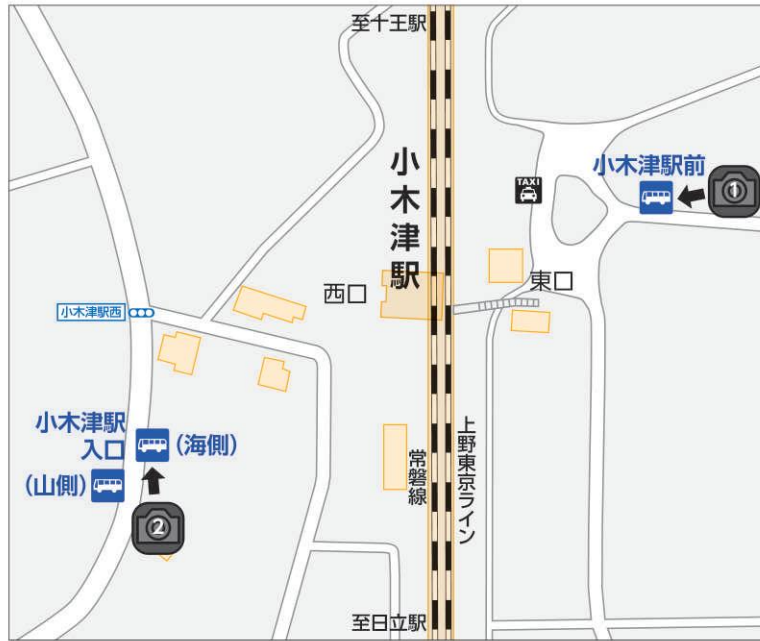 至十王駅
小木津駅
小木津駅前
TAXI
1
西口
東口
小木津駅西
小木津駅
入口
(海側)
(山側)
2
常磐線
上野東京ライン
至日立駅